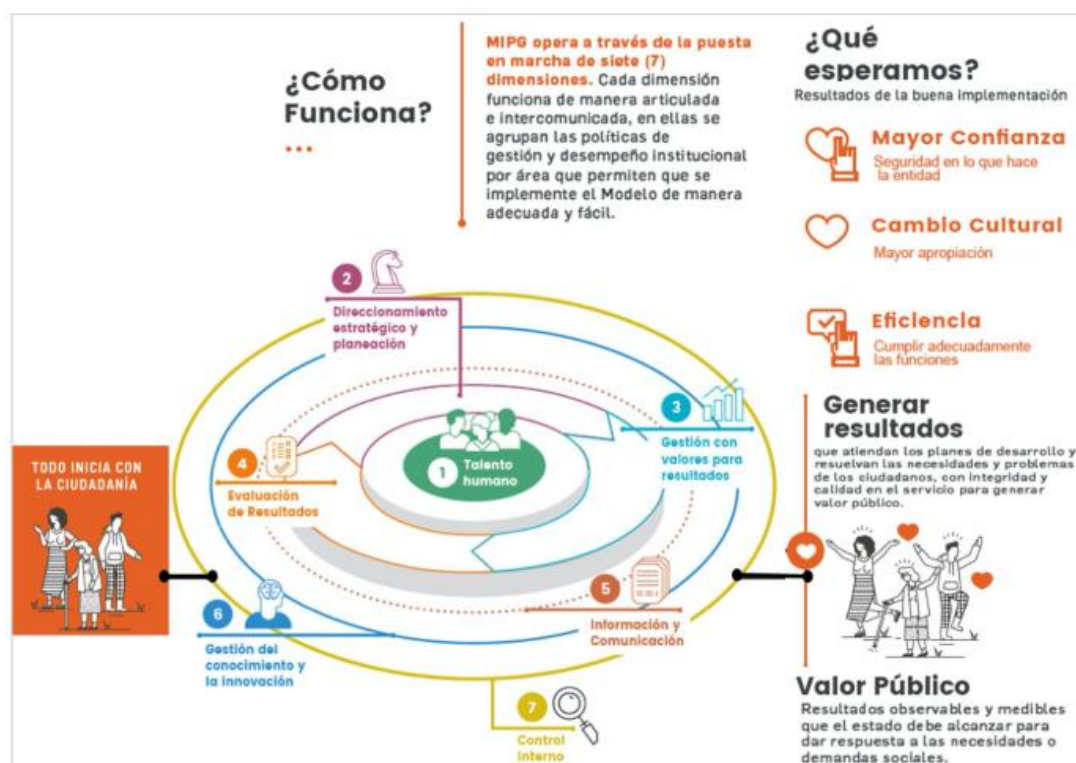 ¿Cómo
Funciona?
...
MIPG opera a través de la puesta
en marcha de siete (7)
dimensiones. Cada dimensión
funciona de manera articulada
e intercomunicada, en ellas se
agrupan las políticas de
gestión y desempeño institucional
por área que permiten que se
implemente el Modelo de manera
adecuada y fácil.
¿Qué
esperamos?
Resultados de la buena implementación
Mayor Confianza
Seguridad en lo que hace
la entidad
Cambio Cultural
Mayor apropiación
Eficiencia
Cumplir adecuadamente
las funciones
Generar
resultados
que atiendan los planes de desarrollo y
resuelvan las necesidades y problemas
de los ciudadanos, con integridad y
calidad en el servicio para generar
valor público.
Valor Público
Resultados observables y medibles
que el estado debe alcanzar para
dar respuesta a las necesidades o
demandas sociales.
TODO INICIA CON
LA CIUDADANÍA
1
Talento
humano
2
Direccionamiento
estratégico y
planeación
3
Gestión con
valores para
resultados
4
Evaluación
de Resultados
5
Información y
Comunicación
6
Gestión del
conocimiento y
la innovación
7
Control
Interno